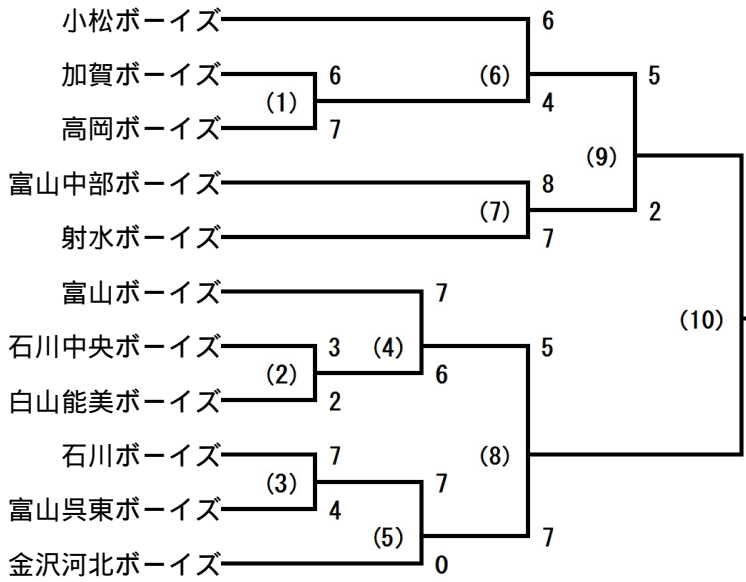 小松ボーイズ 6
加賀ボーイズ 6 (6) 5
(1) 4
高岡ボーイズ 7
(9)
富山中部ボーイズ 8
(7) 2
射水ボーイズ 7
富山ボーイズ 7
(10)
石川中央ボーイズ 3 (4) 5
(2) 6
白山能美ボーイズ 2
石川ボーイズ 7 (8)
(3) 7
富山呉東ボーイズ 4
(5) 7
金沢河北ボーイズ 0